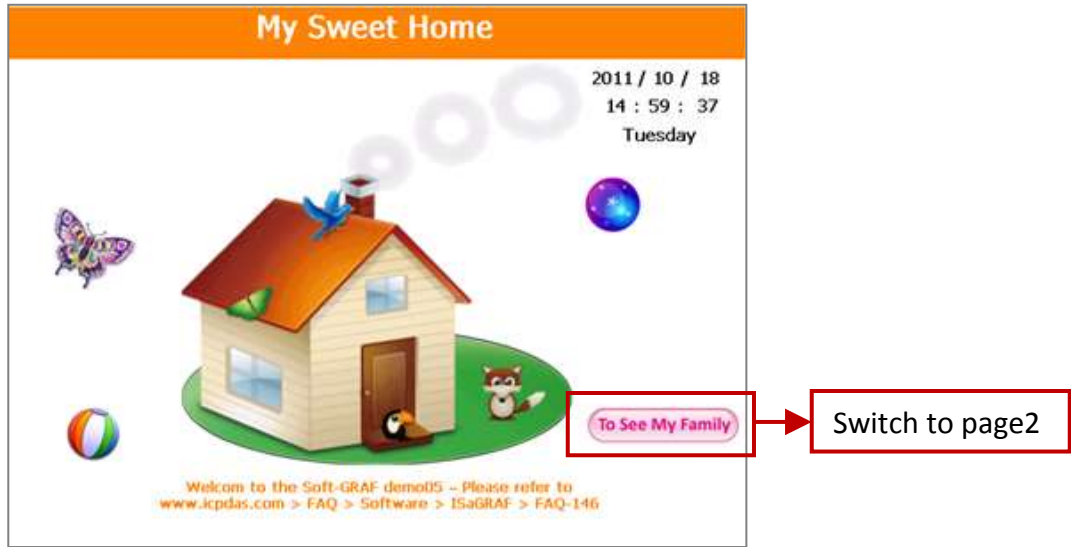 My Sweet Home
2011 / 10 / 18
14 : 59 : 37
Tuesday
To See My Family
Switch to page2
Welcom to the Soft-GRAF demo05 – Please refer to
www.icpdas.com > FAQ > Software > ISaGRAF > FAQ-146